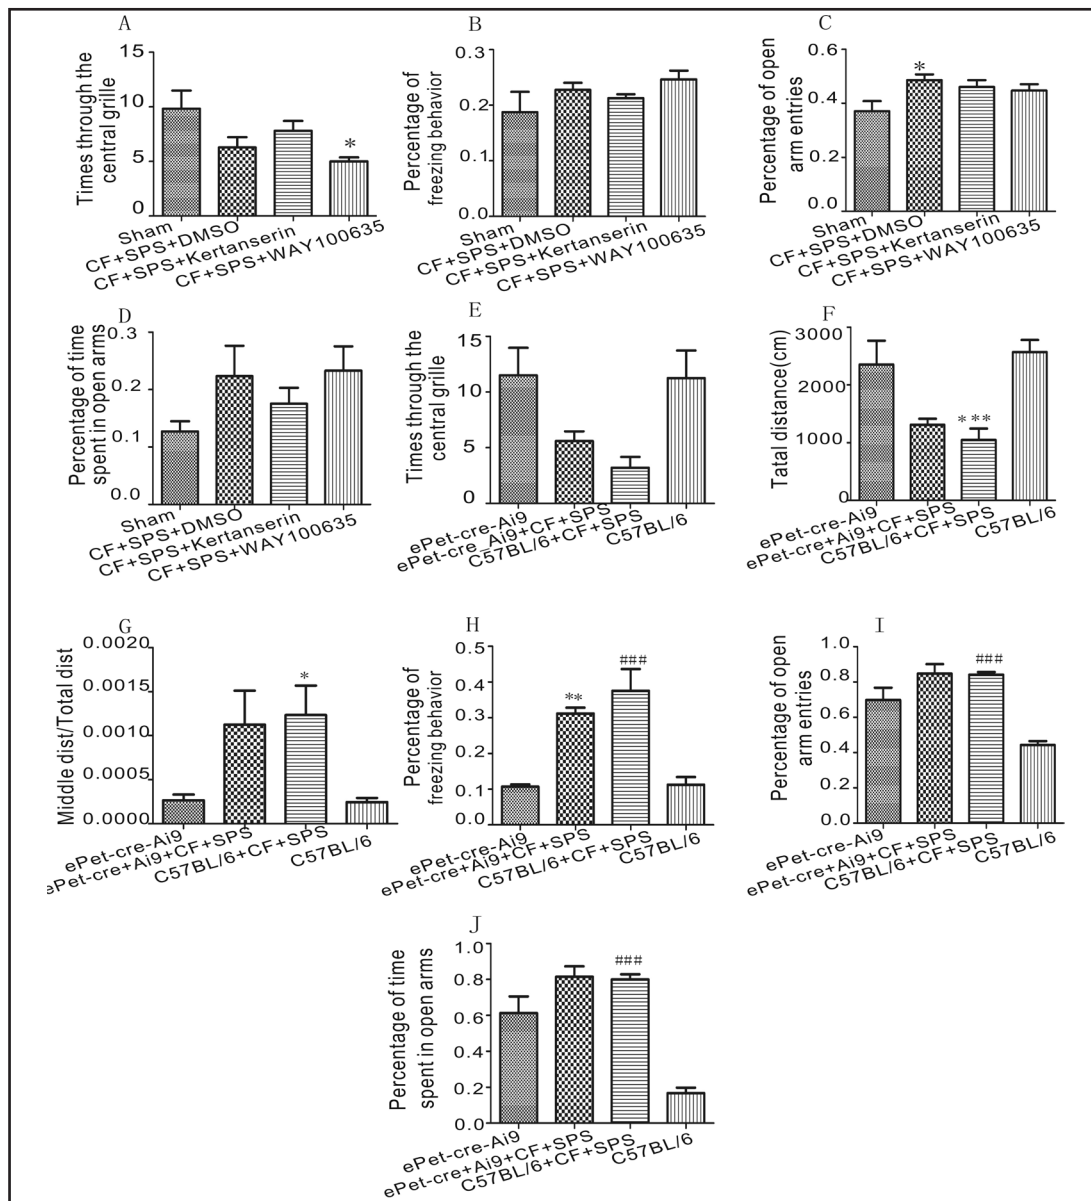 A
Times through the
central grille
15
10
5
0
*
Sham
CF+SPS+DMSO
CF+SPS+Kertanserin
CF+SPS+WAY100635
B
Percentage of
freezing behavior
0.3
0.2
0.1
0.0
Sham
CF+SPS+DMSO
CF+SPS+Kertanserin
CF+SPS+WAY100635
C
Percentage of open
arm entries
0.6
0.4
0.2
0.0
*
Sham
CF+SPS+DMSO
CF+SPS+Kertanserin
CF+SPS+WAY100635
D
Percentage of time
spent in open arms
0.3
0.2
0.1
0.0
Sham
CF+SPS+DMSO
CF+SPS+Kertanserin
CF+SPS+WAY100635
E
Times through the
central grille
15
10
5
0
ePet-cre-Ai9
ePet-cre_Ai9+CF+SPS
C57BL/6+CF+SPS
C57BL/6
F
Tatal distance(cm)
3000
2000
1000
0
* **
ePet-cre-Ai9
ePet-cre+Ai9+CF+SPS
C57BL/6+CF+SPS
C57BL/6
G
Middle dist/Total dist
0.0020
0.0015
0.0010
0.0005
0.0000
*
ePet-cre-Ai9
ePet-cre+Ai9+CF+SPS
C57BL/6+CF+SPS
C57BL/6
H
Percentage of
freezing behavior
0.5
0.4
0.3
0.2
0.1
0.0
**
###
ePet-cre-Ai9
ePet-cre+Ai9+CF+SPS
C57BL/6+CF+SPS
C57BL/6
I
Percentage of open
arm entries
1.0
0.8
0.6
0.4
0.2
0.0
###
ePet-cre-Ai9
ePet-cre+Ai9+CF+SPS
C57BL/6+CF+SPS
C57BL/6
J
Percentage of time
spent in open arms
1.0
0.8
0.6
0.4
0.2
0.0
###
ePet-cre-Ai9
ePet-cre+Ai9+CF+SPS
C57BL/6+CF+SPS
C57BL/6